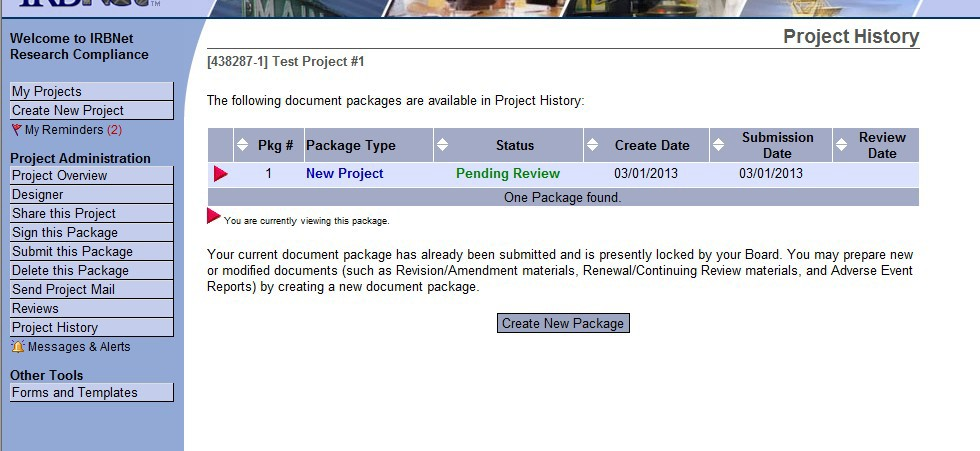 IRBNet™
Welcome to IRBNet
Research Compliance
My Projects
Create New Project
My Reminders (2)
Project Administration
Project Overview
Designer
Share this Project
Sign this Package
Submit this Package
Delete this Package
Send Project Mail
Reviews
Project History
Messages & Alerts
Other Tools
Forms and Templates
Project History
[438287-1] Test Project #1
The following document packages are available in Project History:
Pkg # Package Type Status Create Date Submission Date Review Date
1 New Project Pending Review 03/01/2013 03/01/2013
One Package found.
You are currently viewing this package.
Your current document package has already been submitted and is presently locked by your Board. You may prepare new
or modified documents (such as Revision/Amendment materials, Renewal/Continuing Review materials, and Adverse Event
Reports) by creating a new document package.
Create New Package